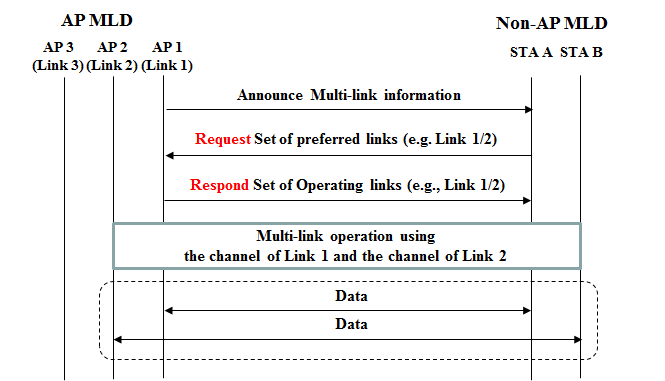 AP MLD
Non-AP MLD
AP 3 AP 2 AP 1
(Link 3) (Link 2) (Link 1)
STA A STA B
Announce Multi-link information
Request Set of preferred links (e.g. Link 1/2)
Respond Set of Operating links (e.g., Link 1/2)
Multi-link operation using
the channel of Link 1 and the channel of Link 2
Data
Data